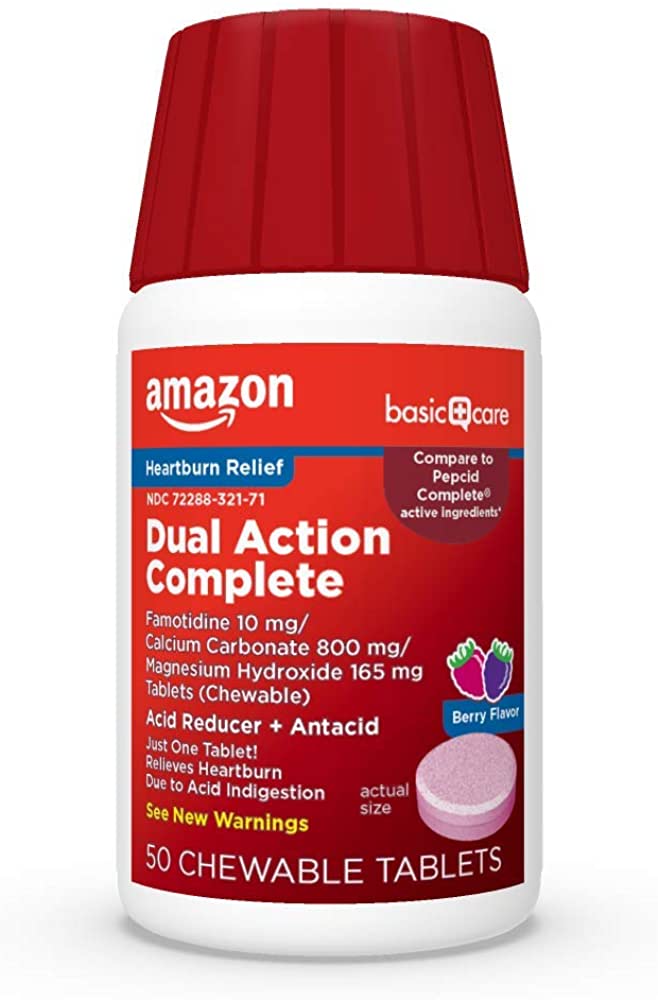 amazon
basic care
Heartburn Relief
Compare to
Pepcid
Complete®
active ingredients*
NDC 72288-321-71
Dual Action
Complete
Famotidine 10 mg/
Calcium Carbonate 800 mg/
Magnesium Hydroxide 165 mg
Tablets (Chewable)
Berry Flavor
Acid Reducer + Antacid
Just One Tablet!
Relieves Heartburn
Due to Acid Indigestion
actual
size
See New Warnings
50 CHEWABLE TABLETS